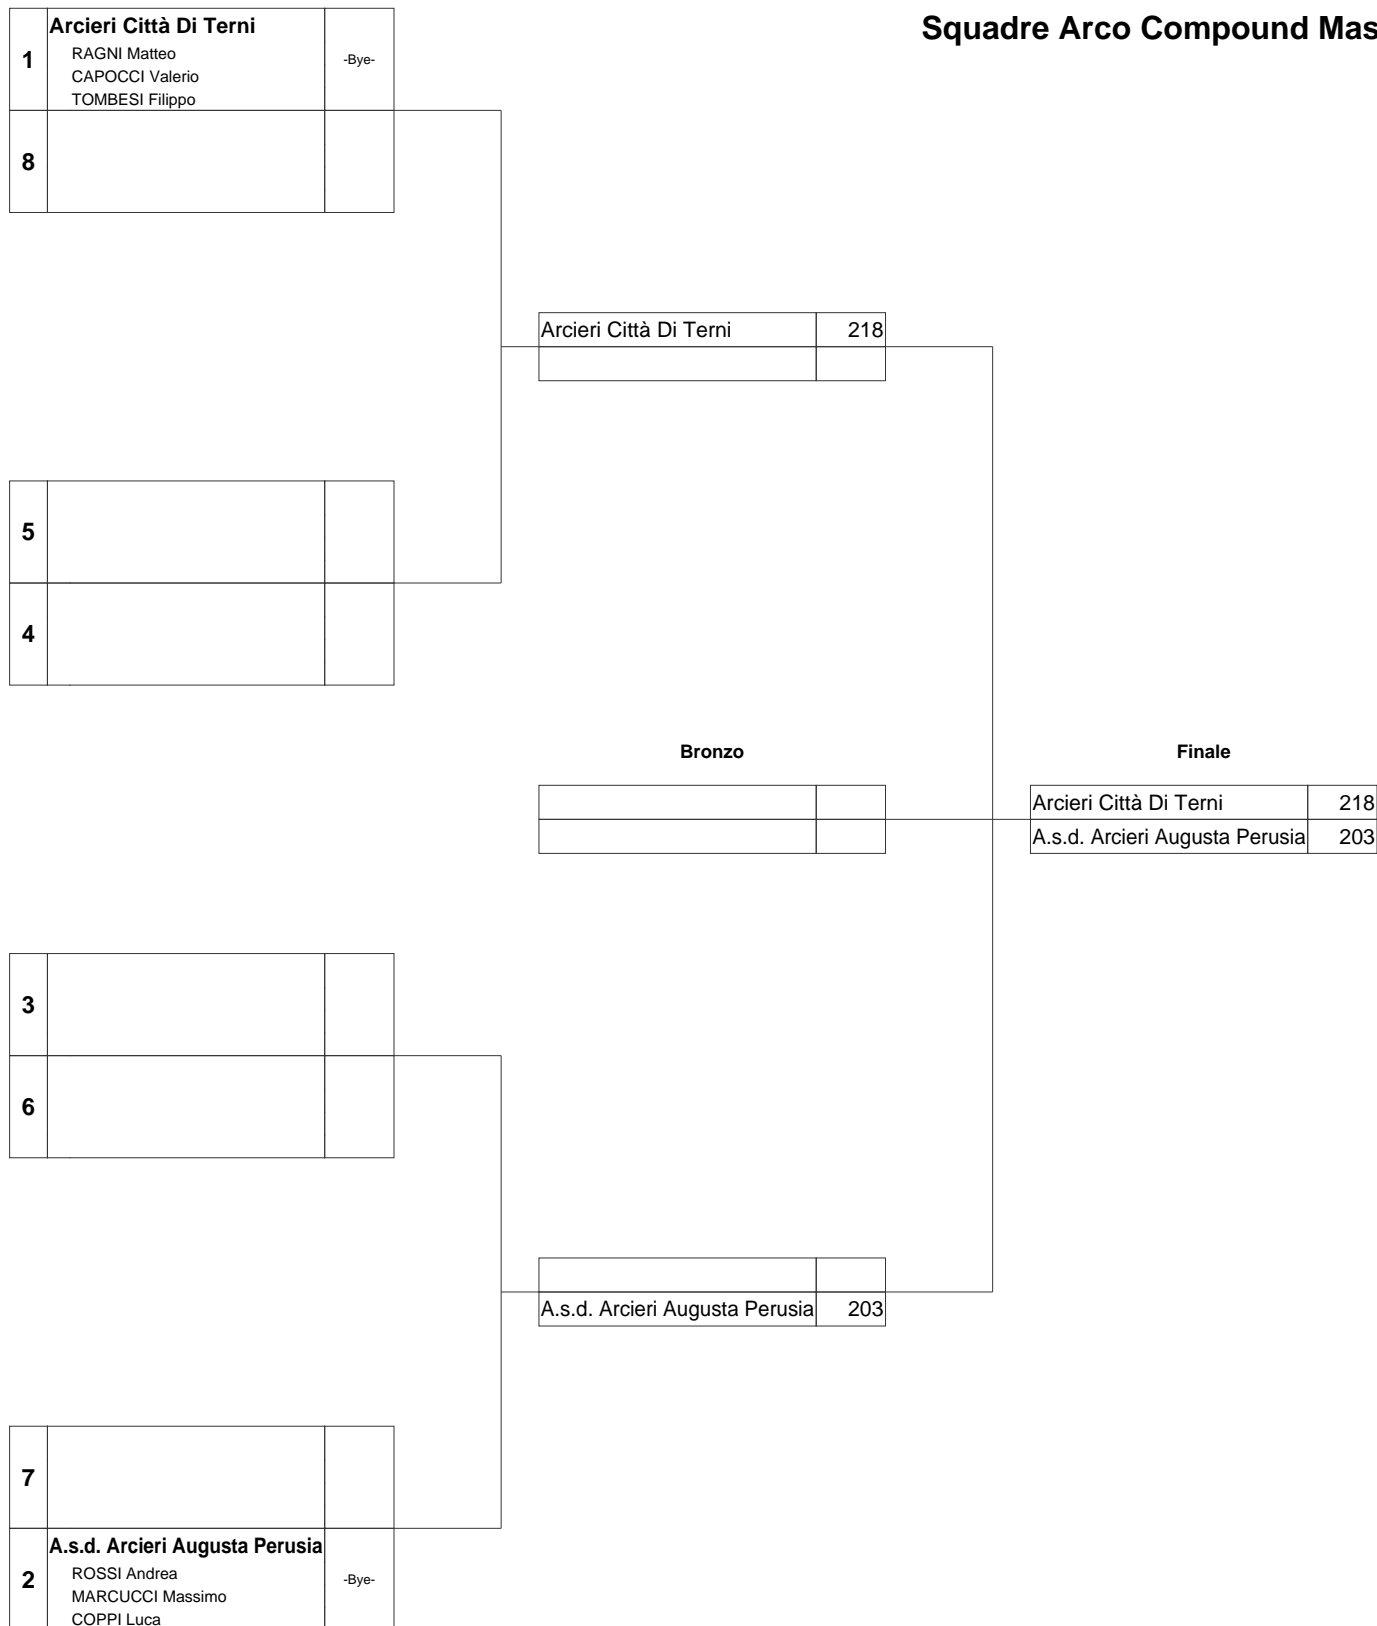 Squadre Arco Compound Mas
Arcieri Città Di Terni
1
RAGNI Matteo
CAPOCCI Valerio
TOMBESI Filippo
-Bye-
8
Arcieri Città Di Terni 218
5
4
Bronzo
Finale
Arcieri Città Di Terni 218
A.s.d. Arcieri Augusta Perusia 203
3
6
A.s.d. Arcieri Augusta Perusia 203
7
A.s.d. Arcieri Augusta Perusia
2
ROSSI Andrea
MARCUCCI Massimo
COPPI Luca
-Bye-